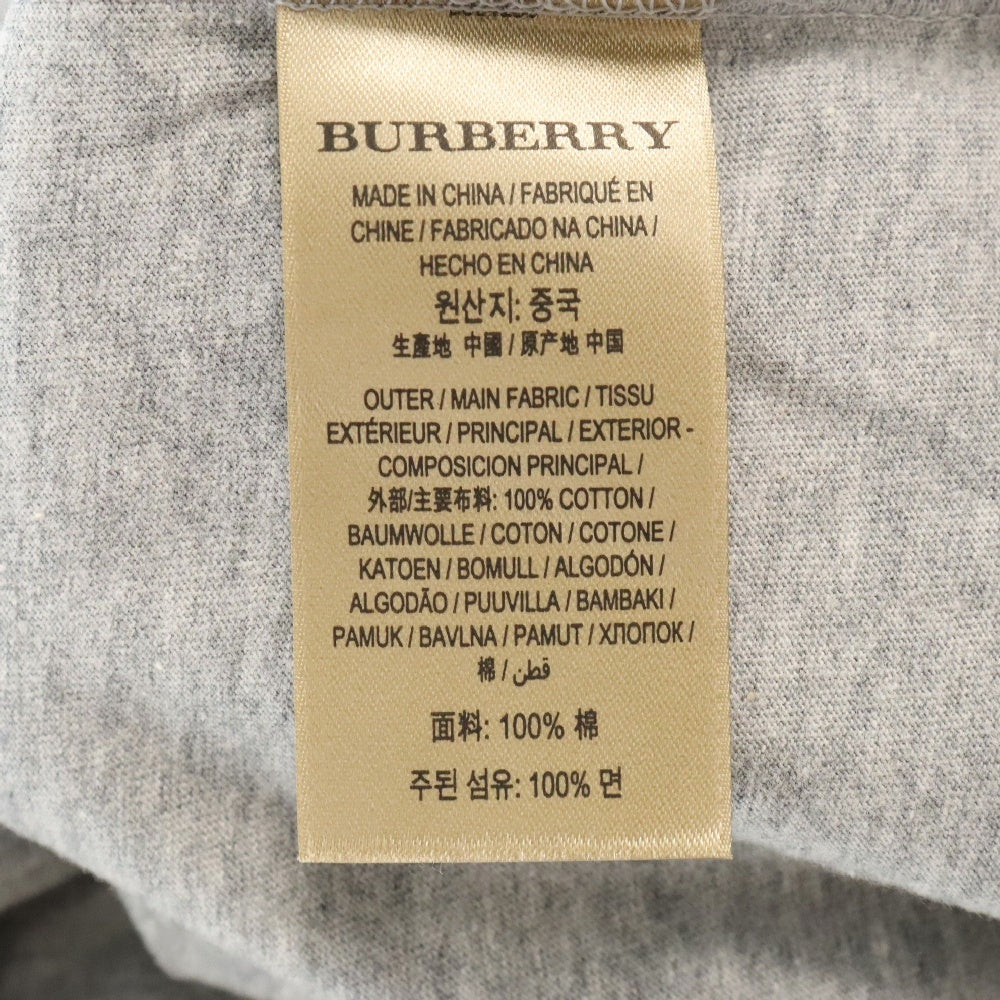 BURBERRY
MADE IN CHINA / FABRIQUÉ EN
CHINE / FABRICADO NA CHINA /
HECHO EN CHINA
원산지: 중국
生產地 中國 / 原产地 中国
OUTER / MAIN FABRIC / TISSU
EXTÉRIEUR / PRINCIPAL / EXTERIOR -
COMPOSICION PRINCIPAL /
外部/主要布料: 100% COTTON /
BAUMWOLLE / COTON / COTONE /
KATOEN / BOMULL / ALGODÓN /
ALGODÃO / PUUVILLA / BAMBAKI /
PAMUK / BAVLNA / PAMUT / ХЛОПОК /
棉 / قطن
面料: 100% 棉
주된 섬유: 100% 면